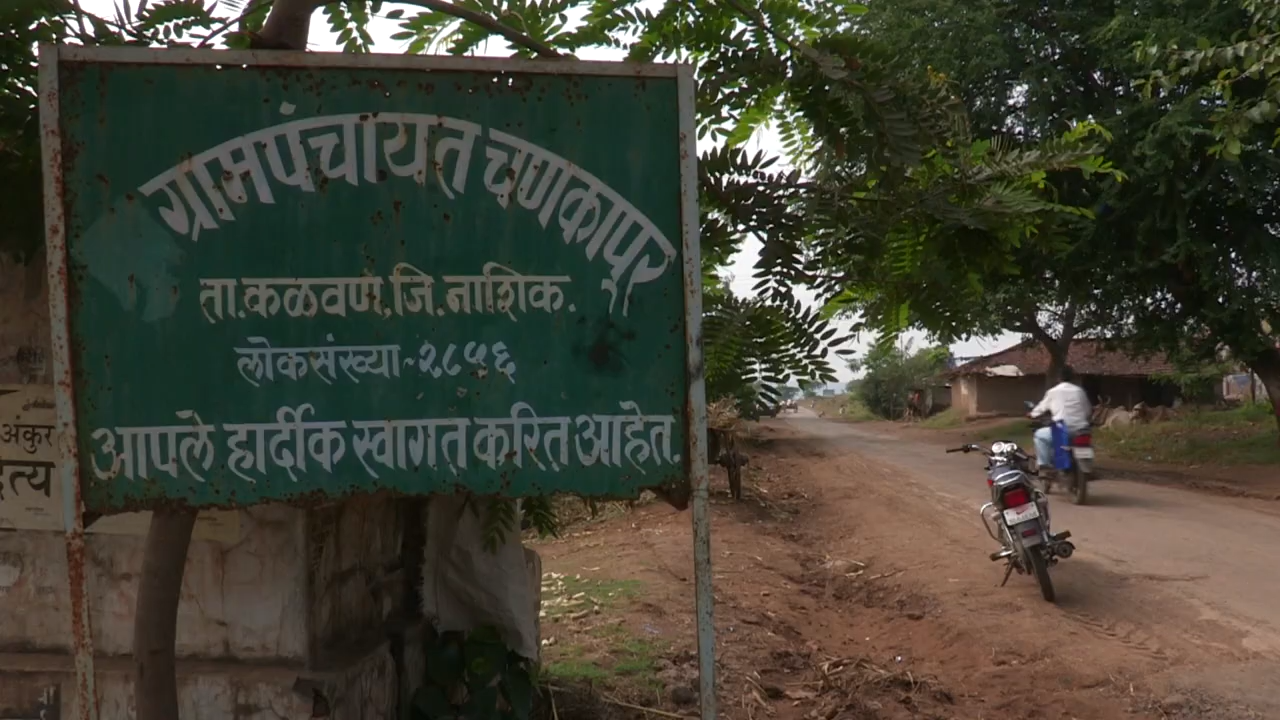 ग्रामपंचायत चणकापूर
ता.कळवण, जि.नाशिक.
लोकसंख्या~२८५६
आपले हार्दीक स्वागत करित आहेत.
अंकुर